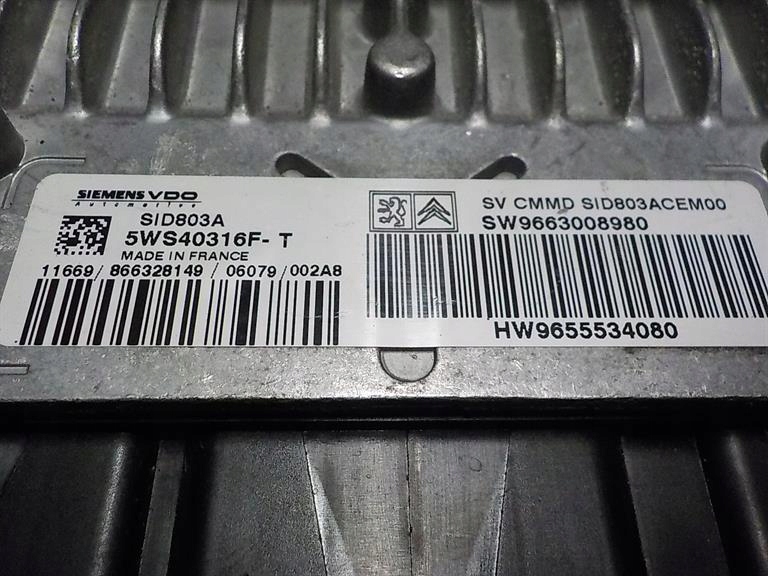 SIEMENS VDO
Automotive
SID803A
5WS40316F-T
MADE IN FRANCE
11669/866328149/06079/002A8
SV CMMD SID803ACEM00
SW9663008980
HW9655534080